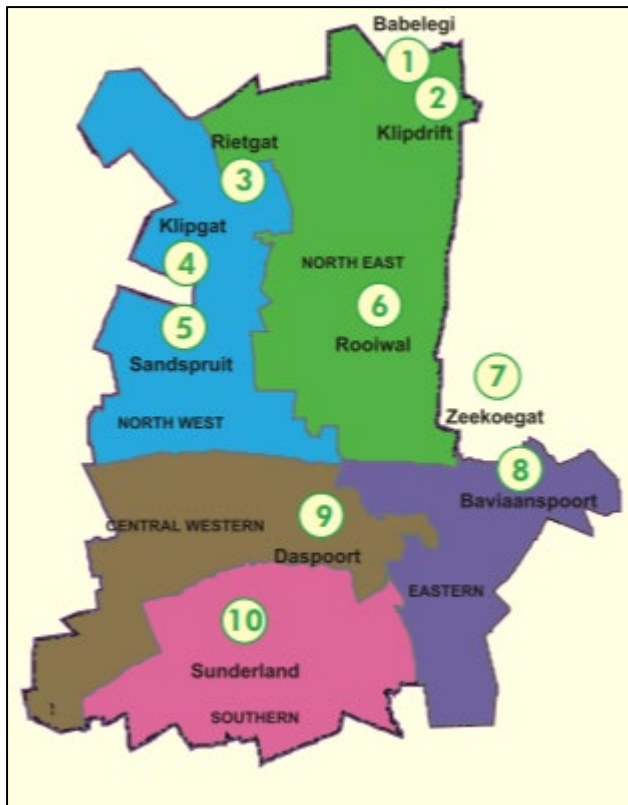 Babelegi
1
2
Klipdrift
Rietgat
3
Klipgat
4
NORTH EAST
6
5
Rooiwal
Sandspruit
7
Zeekoegat
NORTH WEST
8
Baviaanspoort
9
CENTRAL WESTERN
Daspoort
EASTERN
10
Sunderland
SOUTHERN